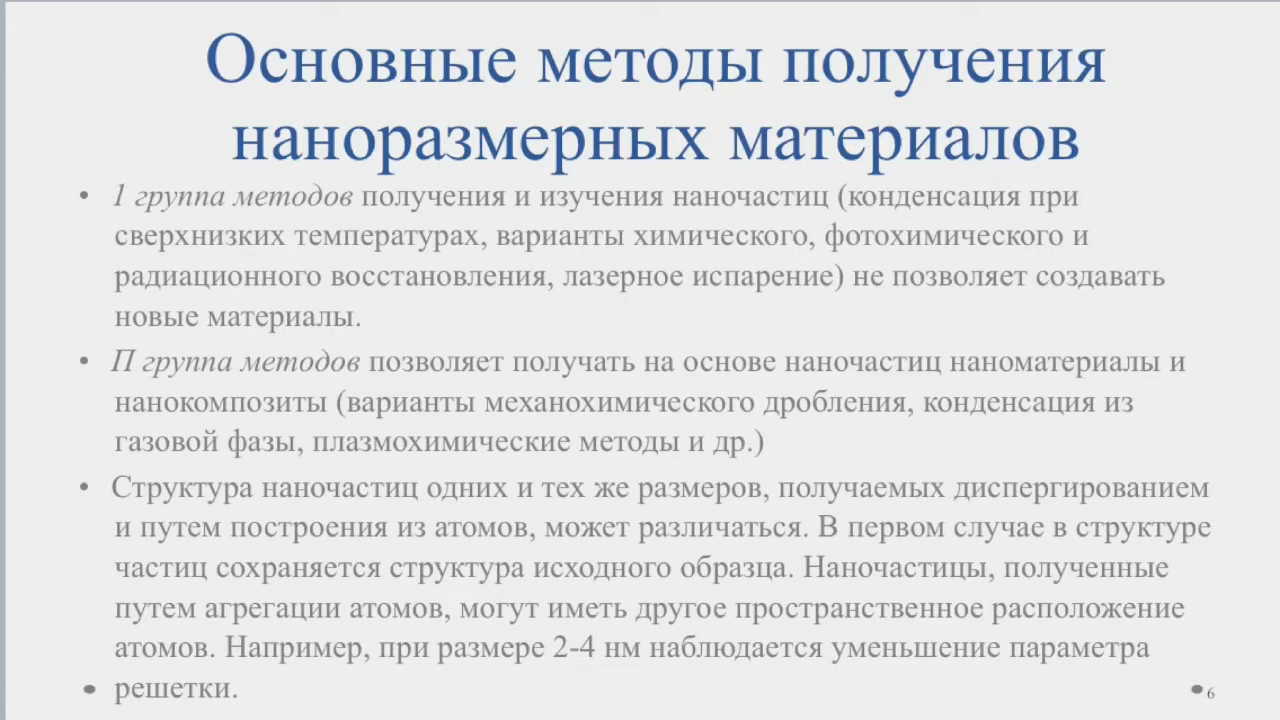 Основные методы получения
наноразмерных материалов
• 1 группа методов получения и изучения наночастиц (конденсация при
сверхнизких температурах, варианты химического, фотохимического и
радиационного восстановления, лазерное испарение) не позволяет создавать
новые материалы.
• П группа методов позволяет получать на основе наночастиц наноматериалы и
нанокомпозиты (варианты механохимического дробления, конденсация из
газовой фазы, плазмохимические методы и др.)
• Структура наночастиц одних и тех же размеров, получаемых диспергированием
и путем построения из атомов, может различаться. В первом случае в структуре
частиц сохраняется структура исходного образца. Наночастицы, полученные
путем агрегации атомов, могут иметь другое пространственное расположение
атомов. Например, при размере 2-4 нм наблюдается уменьшение параметра
• решетки.
• 6